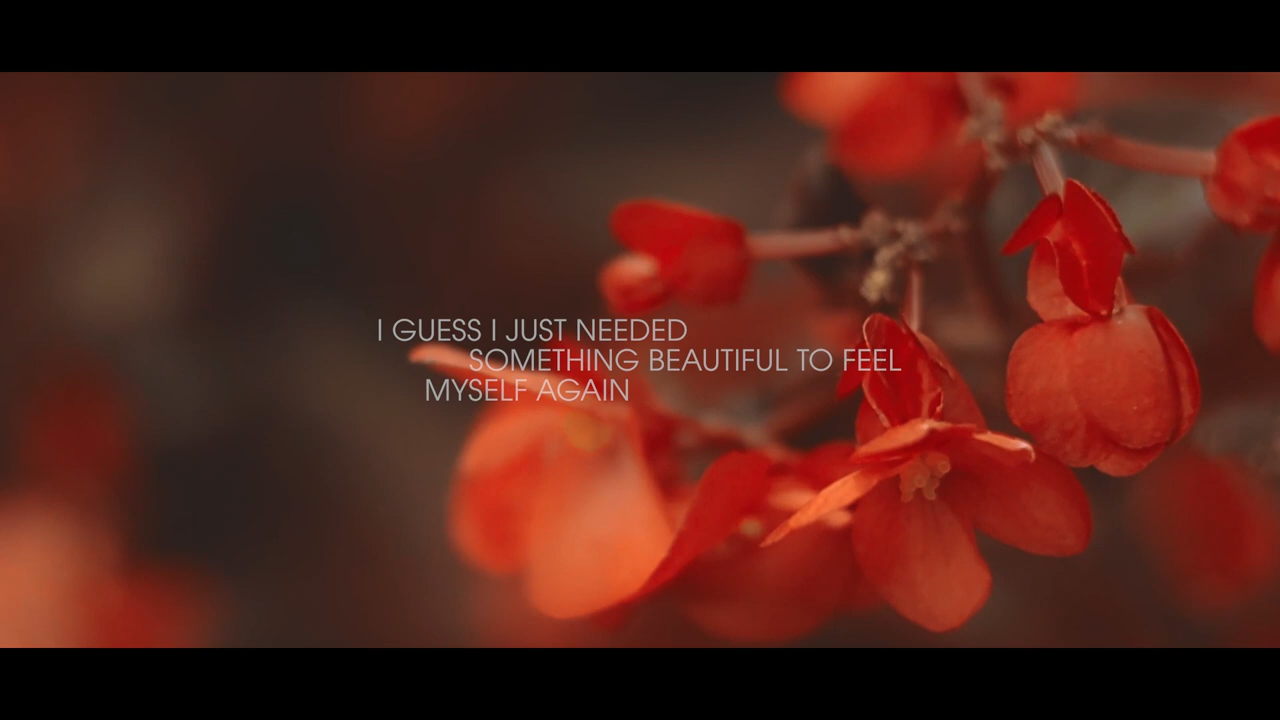 I GUESS I JUST NEEDED
SOMETHING BEAUTIFUL TO FEEL
MYSELF AGAIN